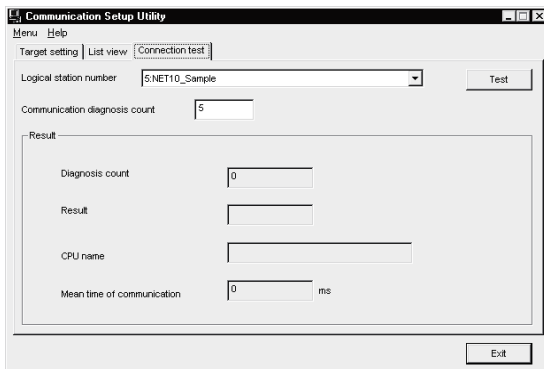 Communication Setup Utility
Menu Help
Target setting List view Connection test
Logical station number 5:NET10_Sample Test
Communication diagnosis count 5
Result
Diagnosis count 0
Result
CPU name
Mean time of communication 0 ms
Exit